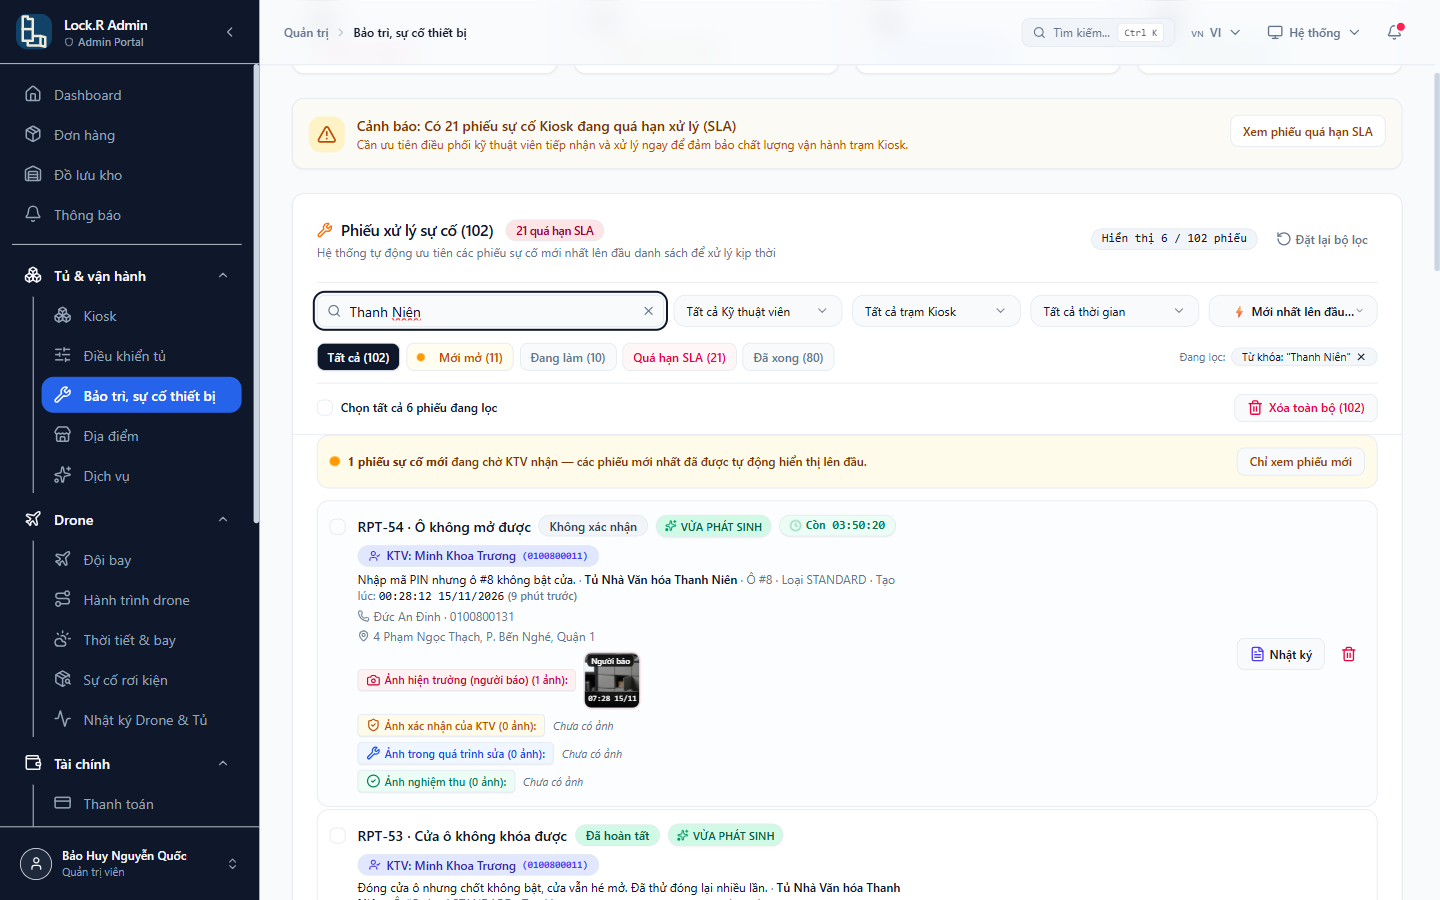 Lock.R Admin
Admin Portal
Dashboard
Đơn hàng
Đồ lưu kho
Thông báo
Tủ & vận hành
Kiosk
Điều khiển tủ
Bảo trì, sự cố thiết bị
Địa điểm
Dịch vụ
Drone
Đội bay
Hành trình drone
Thời tiết & bay
Sự cố rơi kiện
Nhật ký Drone & Tủ
Tài chính
Thanh toán
Bảo Huy Nguyễn Quốc
Quản trị viên
Quản trị
Bảo trì, sự cố thiết bị
Tìm kiếm...
Ctrl K
VN VI
Hệ thống
Cảnh báo: Có 21 phiếu sự cố Kiosk đang quá hạn xử lý (SLA)
Cần ưu tiên điều phối kỹ thuật viên tiếp nhận và xử lý ngay để đảm bảo chất lượng vận hành trạm Kiosk.
Xem phiếu quá hạn SLA
Phiếu xử lý sự cố (102)
21 quá hạn SLA
Hệ thống tự động ưu tiên các phiếu sự cố mới nhất lên đầu danh sách để xử lý kịp thời
Hiển thị 6 / 102 phiếu
Đặt lại bộ lọc
Thanh Niên
Tất cả Kỹ thuật viên
Tất cả trạm Kiosk
Tất cả thời gian
Mới nhất lên đầu...
Tất cả (102)
Mới mở (11)
Đang làm (10)
Quá hạn SLA (21)
Đã xong (80)
Đang lọc:
Từ khóa: "Thanh Niên"
Chọn tất cả 6 phiếu đang lọc
Xóa toàn bộ (102)
1 phiếu sự cố mới đang chờ KTV nhận — các phiếu mới nhất đã được tự động hiển thị lên đầu.
Chỉ xem phiếu mới
RPT-54 · Ô không mở được
Không xác nhận
VỪA PHÁT SINH
Còn 03:50:20
KTV: Minh Khoa Trương (0100800011)
Nhập mã PIN nhưng ô #8 không bật cửa. · Tủ Nhà Văn hóa Thanh Niên · Ô #8 · Loại STANDARD · Tạo
lúc: 00:28:12 15/11/2026 (9 phút trước)
Đức An Đinh · 0100800131
4 Phạm Ngọc Thạch, P. Bến Nghé, Quận 1
Ảnh hiện trường (người báo) (1 ảnh):
Người báo
07:28 15/11
Ảnh xác nhận của KTV (0 ảnh):
Chưa có ảnh
Ảnh trong quá trình sửa (0 ảnh):
Chưa có ảnh
Ảnh nghiệm thu (0 ảnh):
Chưa có ảnh
Nhật ký
RPT-53 · Cửa ô không khóa được
Đã hoàn tất
VỪA PHÁT SINH
KTV: Minh Khoa Trương (0100800011)
Đóng cửa ô nhưng chốt không bật, cửa vẫn hé mở. Đã thử đóng lại nhiều lần. · Tủ Nhà Văn hóa Thanh